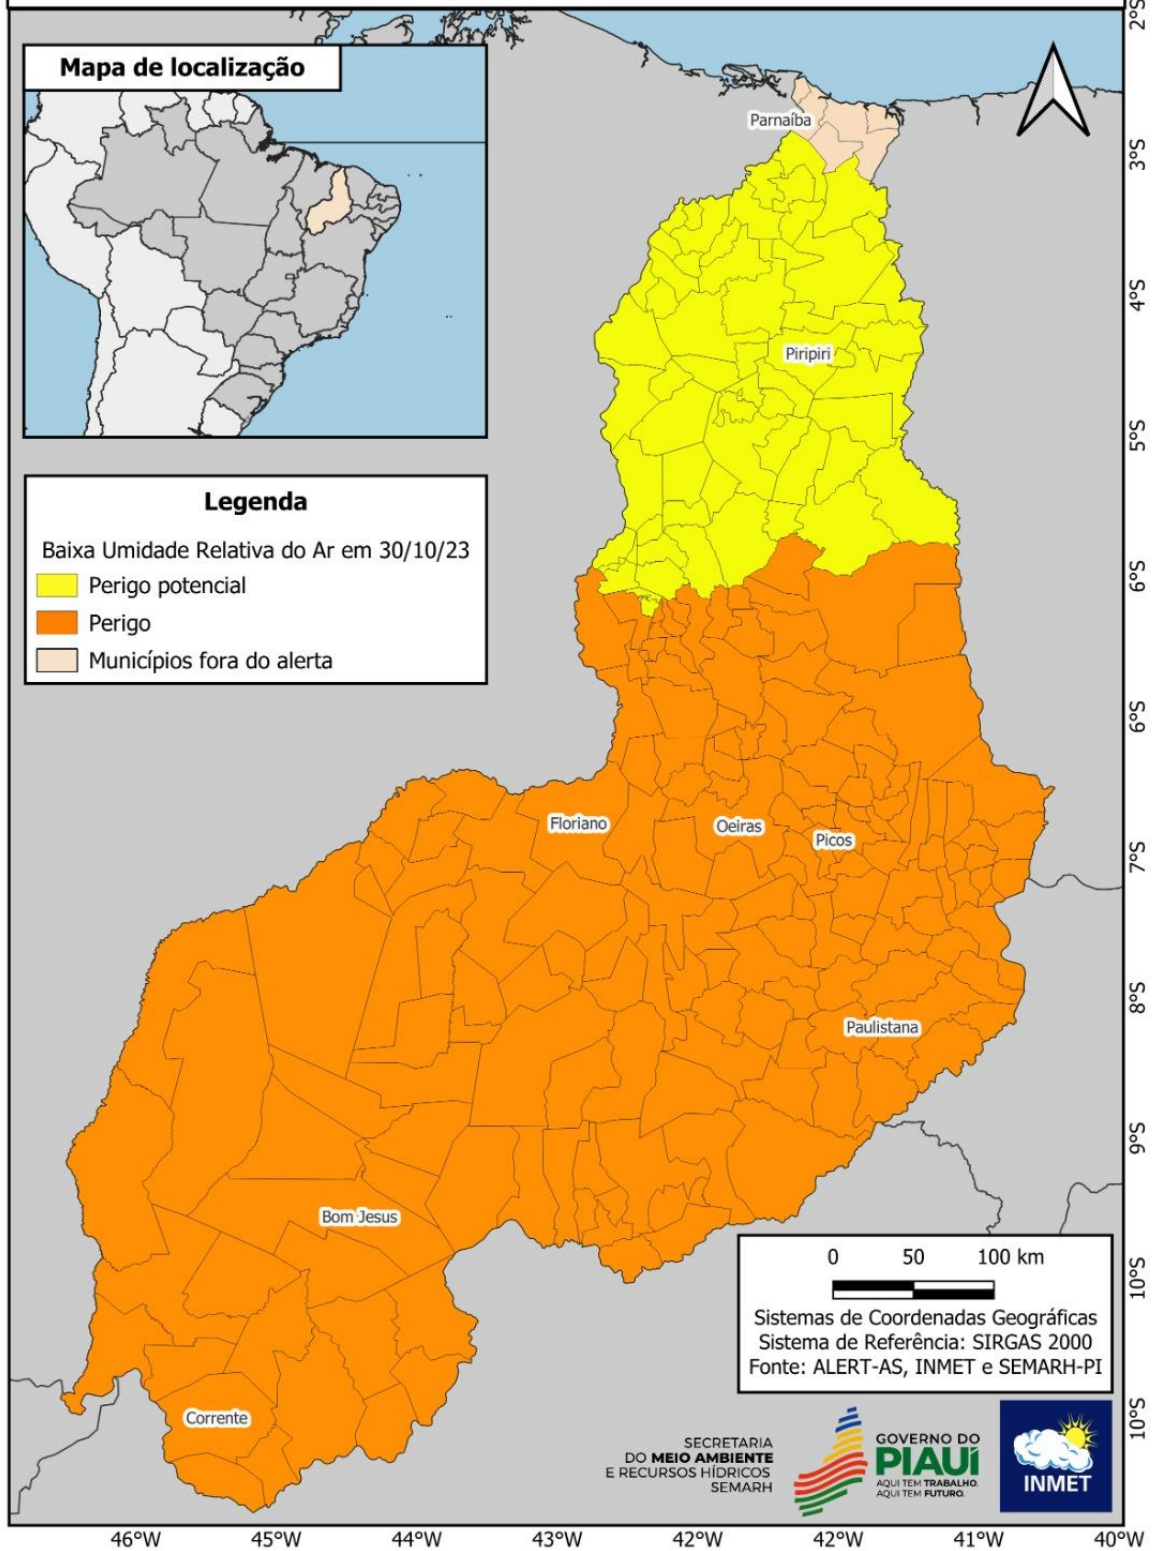 Mapa de localização
Legenda
Baixa Umidade Relativa do Ar em 30/10/23
Perigo potencial
Perigo
Municípios fora do alerta
Parnaíba
Piripiri
Floriano
Oeiras
Picos
Paulistana
Bom Jesus
Corrente
2°S
3°S
4°S
5°S
6°S
6°S
7°S
8°S
9°S
10°S
10°S
0 50 100 km
Sistemas de Coordenadas Geográficas
Sistema de Referência: SIRGAS 2000
Fonte: ALERT-AS, INMET e SEMARH-PI
SECRETARIA
DO MEIO AMBIENTE
E RECURSOS HÍDRICOS
SEMARH
GOVERNO DO
PIAUÍ
AQUI TEM TRABALHO.
AQUI TEM FUTURO.
INMET
46°W 45°W 44°W 43°W 42°W 42°W 41°W 40°W